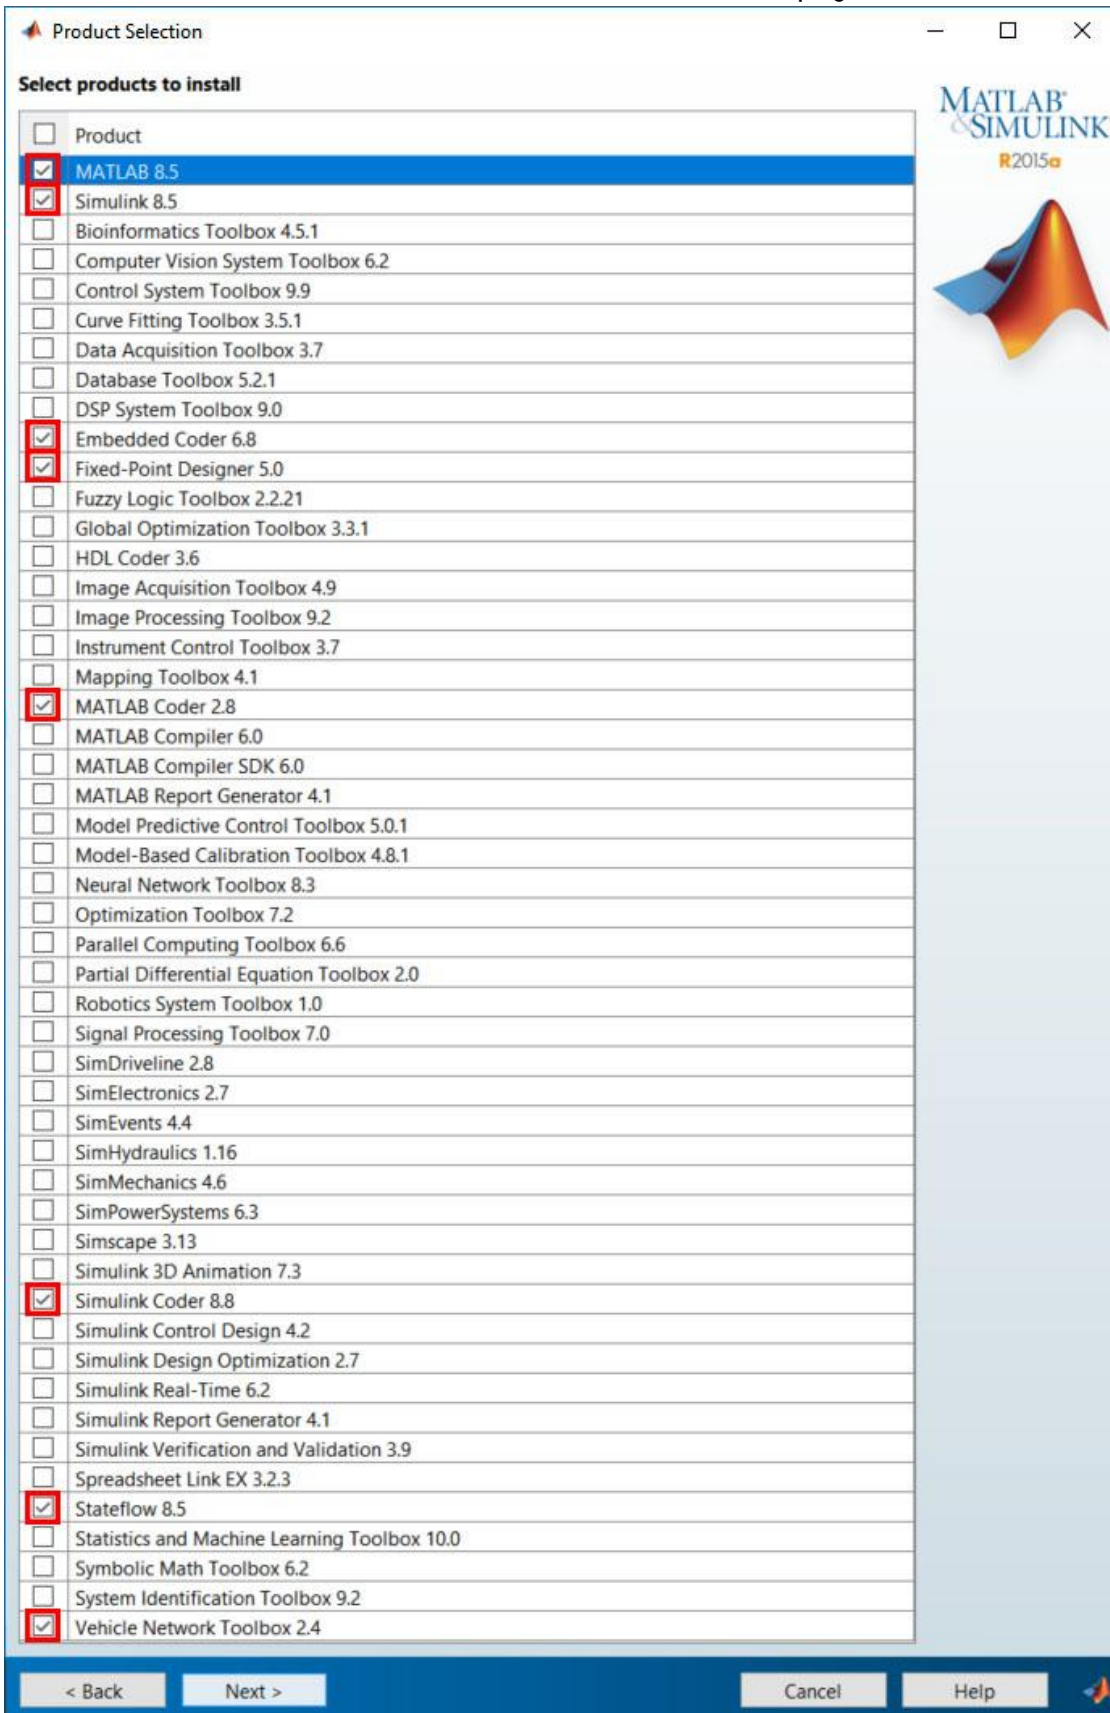 Product Selection
Select products to install
MATLAB®
&SIMULINK®
R2015a
Product
MATLAB 8.5
Simulink 8.5
Bioinformatics Toolbox 4.5.1
Computer Vision System Toolbox 6.2
Control System Toolbox 9.9
Curve Fitting Toolbox 3.5.1
Data Acquisition Toolbox 3.7
Database Toolbox 5.2.1
DSP System Toolbox 9.0
Embedded Coder 6.8
Fixed-Point Designer 5.0
Fuzzy Logic Toolbox 2.2.21
Global Optimization Toolbox 3.3.1
HDL Coder 3.6
Image Acquisition Toolbox 4.9
Image Processing Toolbox 9.2
Instrument Control Toolbox 3.7
Mapping Toolbox 4.1
MATLAB Coder 2.8
MATLAB Compiler 6.0
MATLAB Compiler SDK 6.0
MATLAB Report Generator 4.1
Model Predictive Control Toolbox 5.0.1
Model-Based Calibration Toolbox 4.8.1
Neural Network Toolbox 8.3
Optimization Toolbox 7.2
Parallel Computing Toolbox 6.6
Partial Differential Equation Toolbox 2.0
Robotics System Toolbox 1.0
Signal Processing Toolbox 7.0
SimDriveline 2.8
SimElectronics 2.7
SimEvents 4.4
SimHydraulics 1.16
SimMechanics 4.6
SimPowerSystems 6.3
Simscape 3.13
Simulink 3D Animation 7.3
Simulink Coder 8.8
Simulink Control Design 4.2
Simulink Design Optimization 2.7
Simulink Real-Time 6.2
Simulink Report Generator 4.1
Simulink Verification and Validation 3.9
Spreadsheet Link EX 3.2.3
Stateflow 8.5
Statistics and Machine Learning Toolbox 10.0
Symbolic Math Toolbox 6.2
System Identification Toolbox 9.2
Vehicle Network Toolbox 2.4
< Back Next > Cancel Help